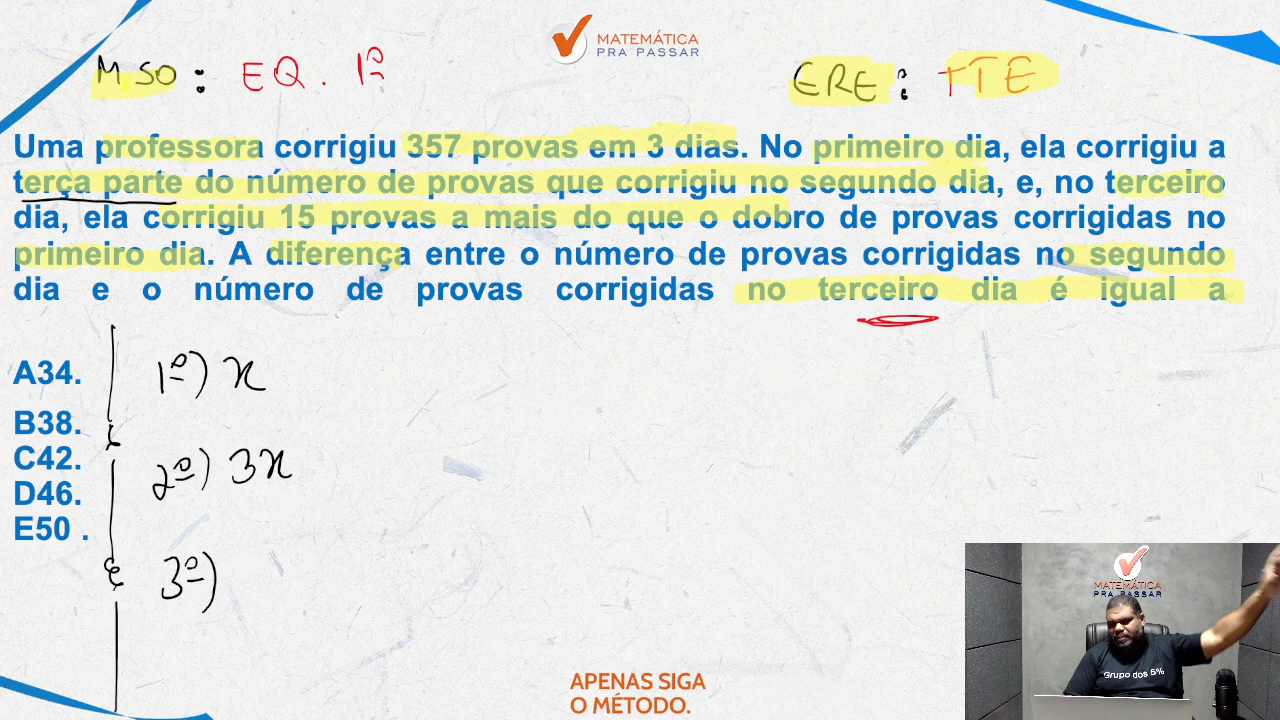 MATEMÁTICA
PRA PASSAR
MSO: EQ. 1º
ERE: TTE
Uma professora corrigiu 357 provas em 3 dias. No primeiro dia, ela corrigiu a
terça parte do número de provas que corrigiu no segundo dia, e, no terceiro
dia, ela corrigiu 15 provas a mais do que o dobro de provas corrigidas no
primeiro dia. A diferença entre o número de provas corrigidas no segundo
dia e o número de provas corrigidas no terceiro dia é igual a
A34.
B38.
C42.
D46.
E50 .
1º) x
2º) 3x
3º)
MATEMÁTICA
PRA PASSAR
Grupo dos 5%
APENAS SIGA
O MÉTODO.